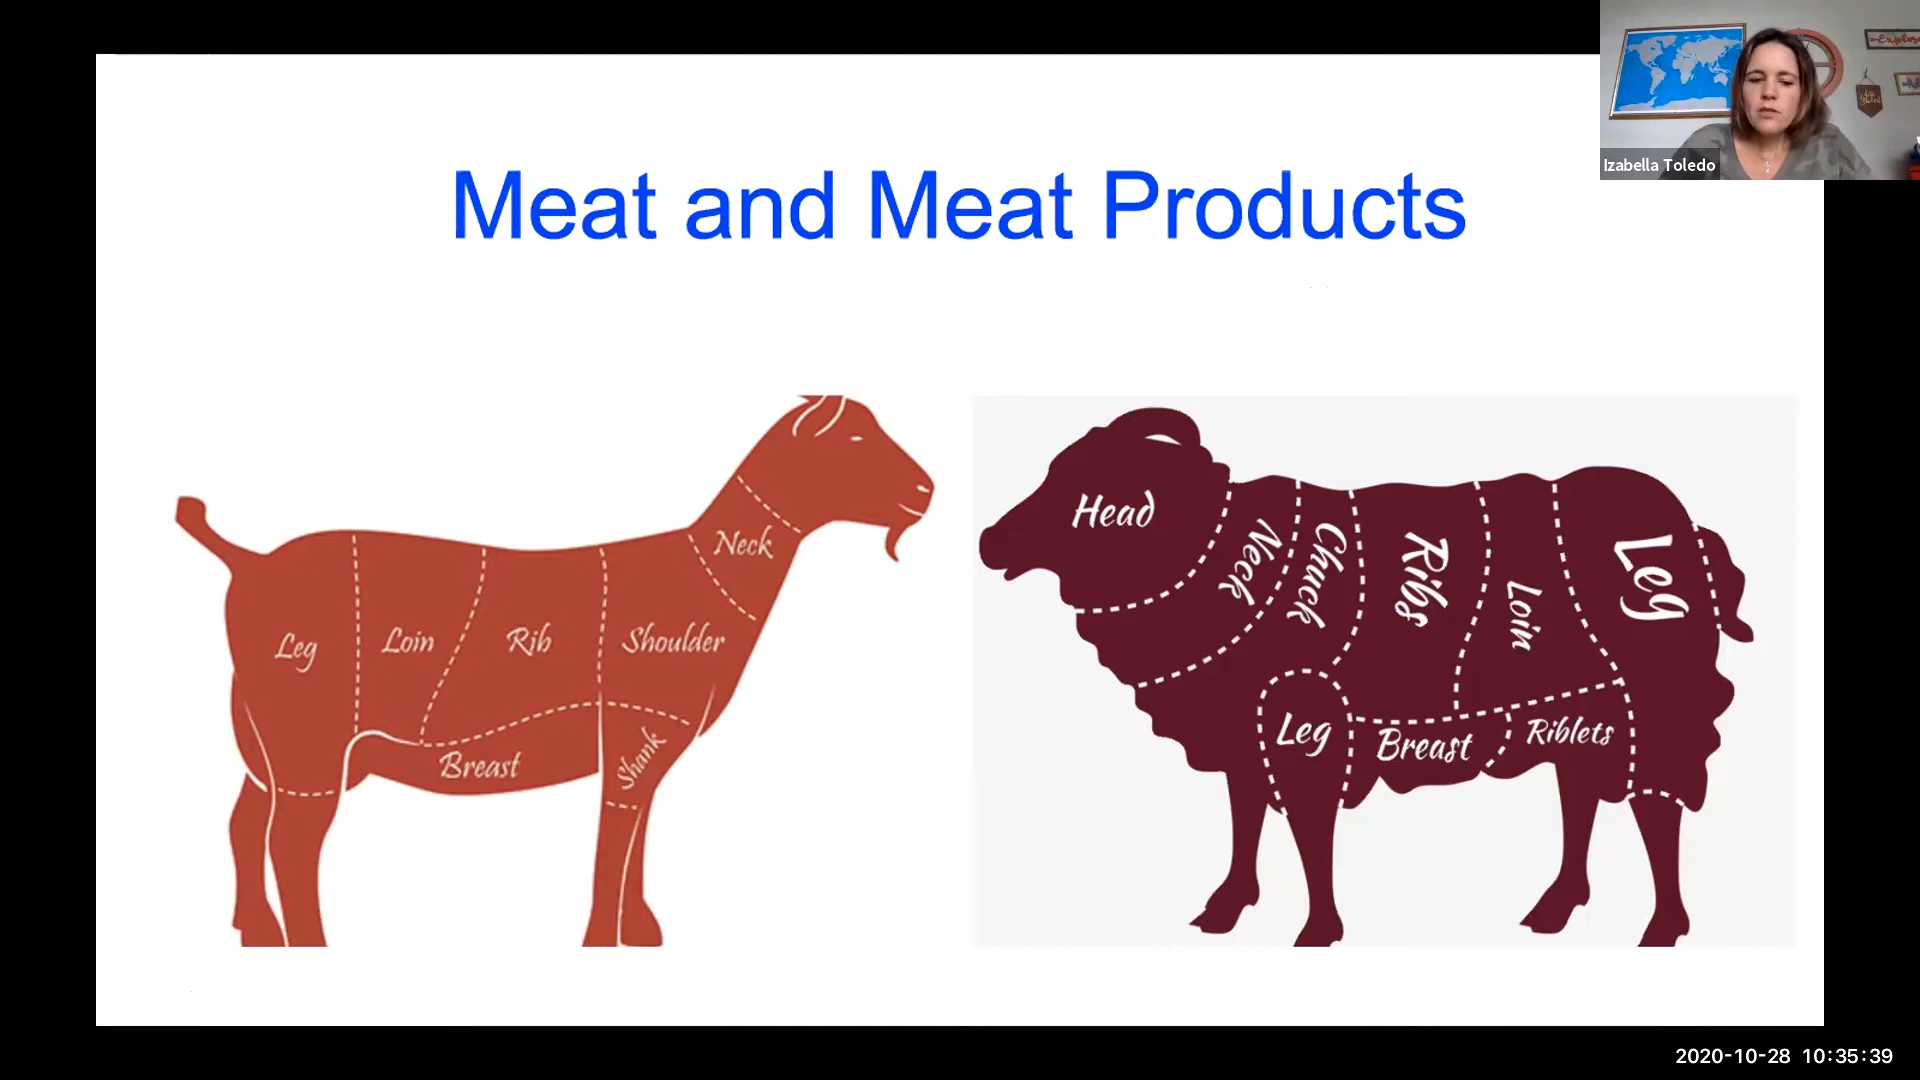 Explore
Izabella Toledo
Meat and Meat Products
Neck
Leg
Loin
Rib
Shoulder
Breast
Shank
Head
Neck
Chuck
Ribs
Loin
Leg
Leg
Breast
Riblets
2020-10-28 10:35:39